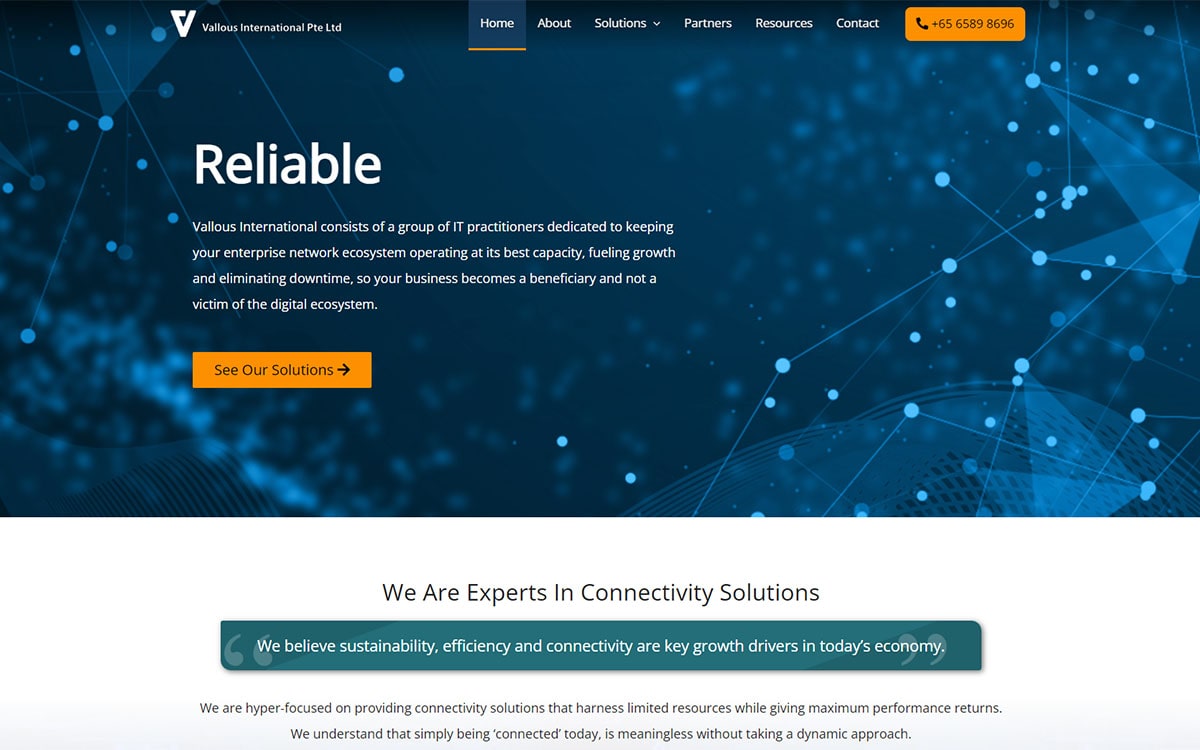 Vallous International Pte Ltd
Home About Solutions Partners Resources Contact +65 6589 8696
Reliable
Vallous International consists of a group of IT practitioners dedicated to keeping
your enterprise network ecosystem operating at its best capacity, fueling growth
and eliminating downtime, so your business becomes a beneficiary and not a
victim of the digital ecosystem.
See Our Solutions
We Are Experts In Connectivity Solutions
“We believe sustainability, efficiency and connectivity are key growth drivers in today’s economy.”
We are hyper-focused on providing connectivity solutions that harness limited resources while giving maximum performance returns.
We understand that simply being ‘connected’ today, is meaningless without taking a dynamic approach.